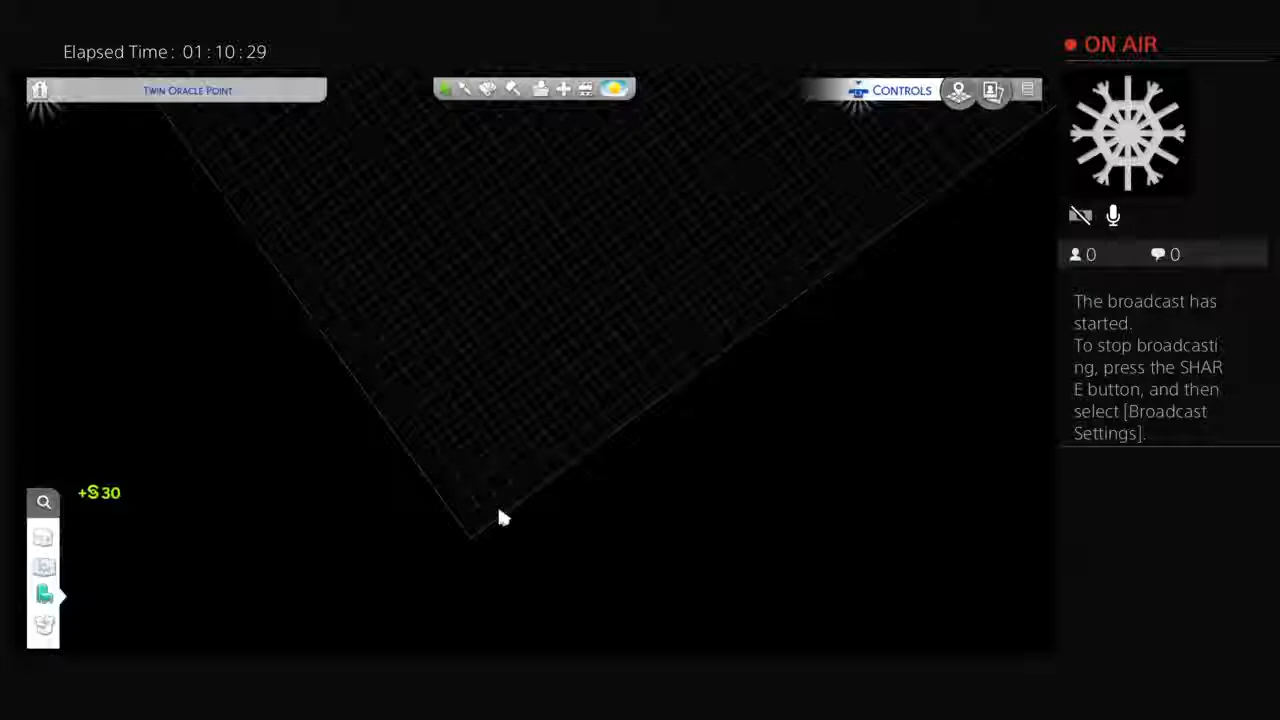 Elapsed Time: 01:10:29
ON AIR
TWIN ORACLE POINT
CONTROLS
0
0
The broadcast has
started.
To stop broadcasti
ng, press the SHAR
E button, and then
select [Broadcast
Settings].
+§30